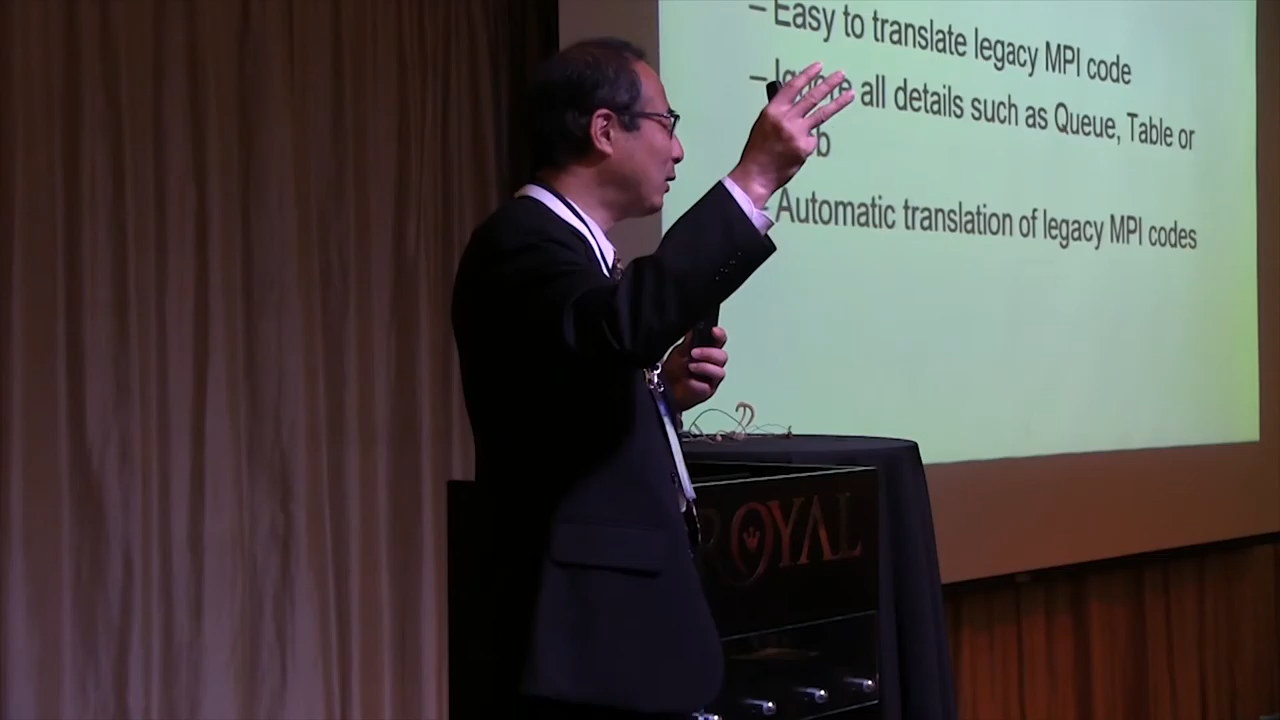 – Easy to translate legacy MPI code
– Ignore all details such as Queue, Table or
b
– Automatic translation of legacy MPI codes
ROYAL